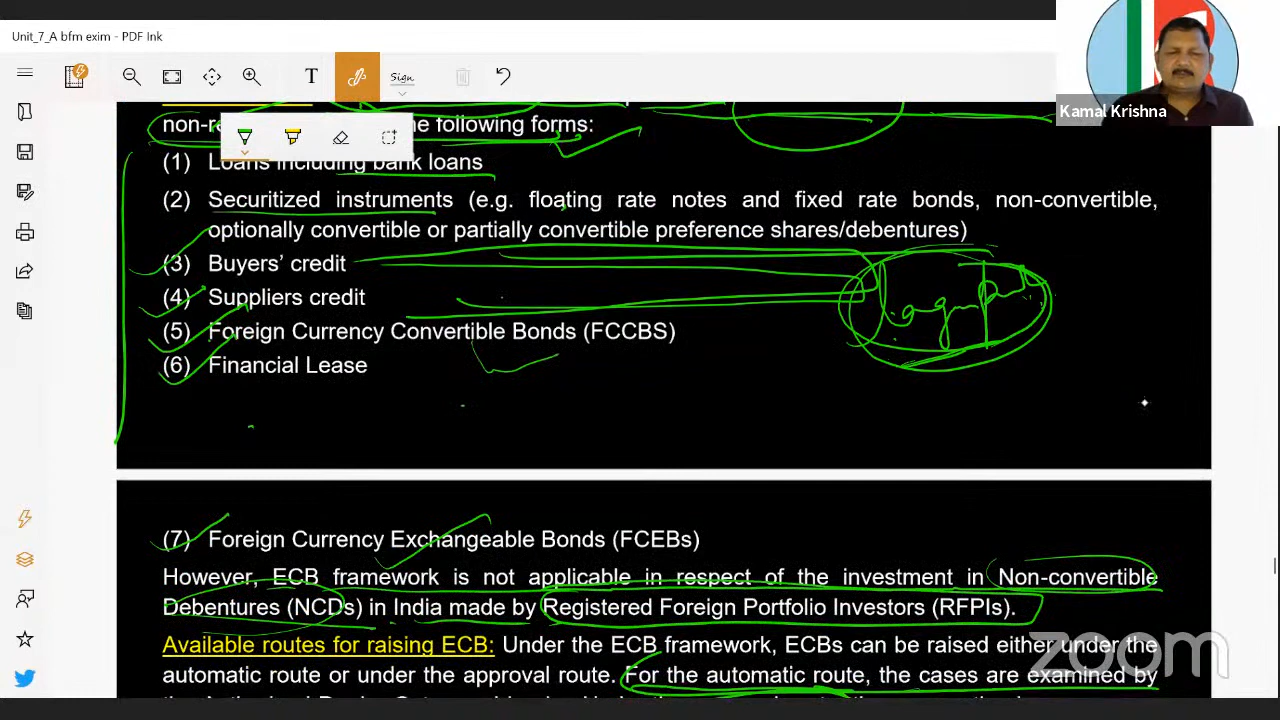 Unit_7_A bfm exim - PDF Ink
Kamal Krishna
T
Sign
following forms:
(1) Loans including bank loans
(2) Securitized instruments (e.g. floating rate notes and fixed rate bonds, non-convertible,
optionally convertible or partially convertible preference shares/debentures)
(3) Buyers' credit
(4) Suppliers credit
(5) Foreign Currency Convertible Bonds (FCCBS)
(6) Financial Lease
(7) Foreign Currency Exchangeable Bonds (FCEBs)
However, ECB framework is not applicable in respect of the investment in Non-convertible
Debentures (NCDs) in India made by Registered Foreign Portfolio Investors (RFPIs).
Available routes for raising ECB: Under the ECB framework, ECBs can be raised either under the
automatic route or under the approval route. For the automatic route, the cases are examined by
zoom